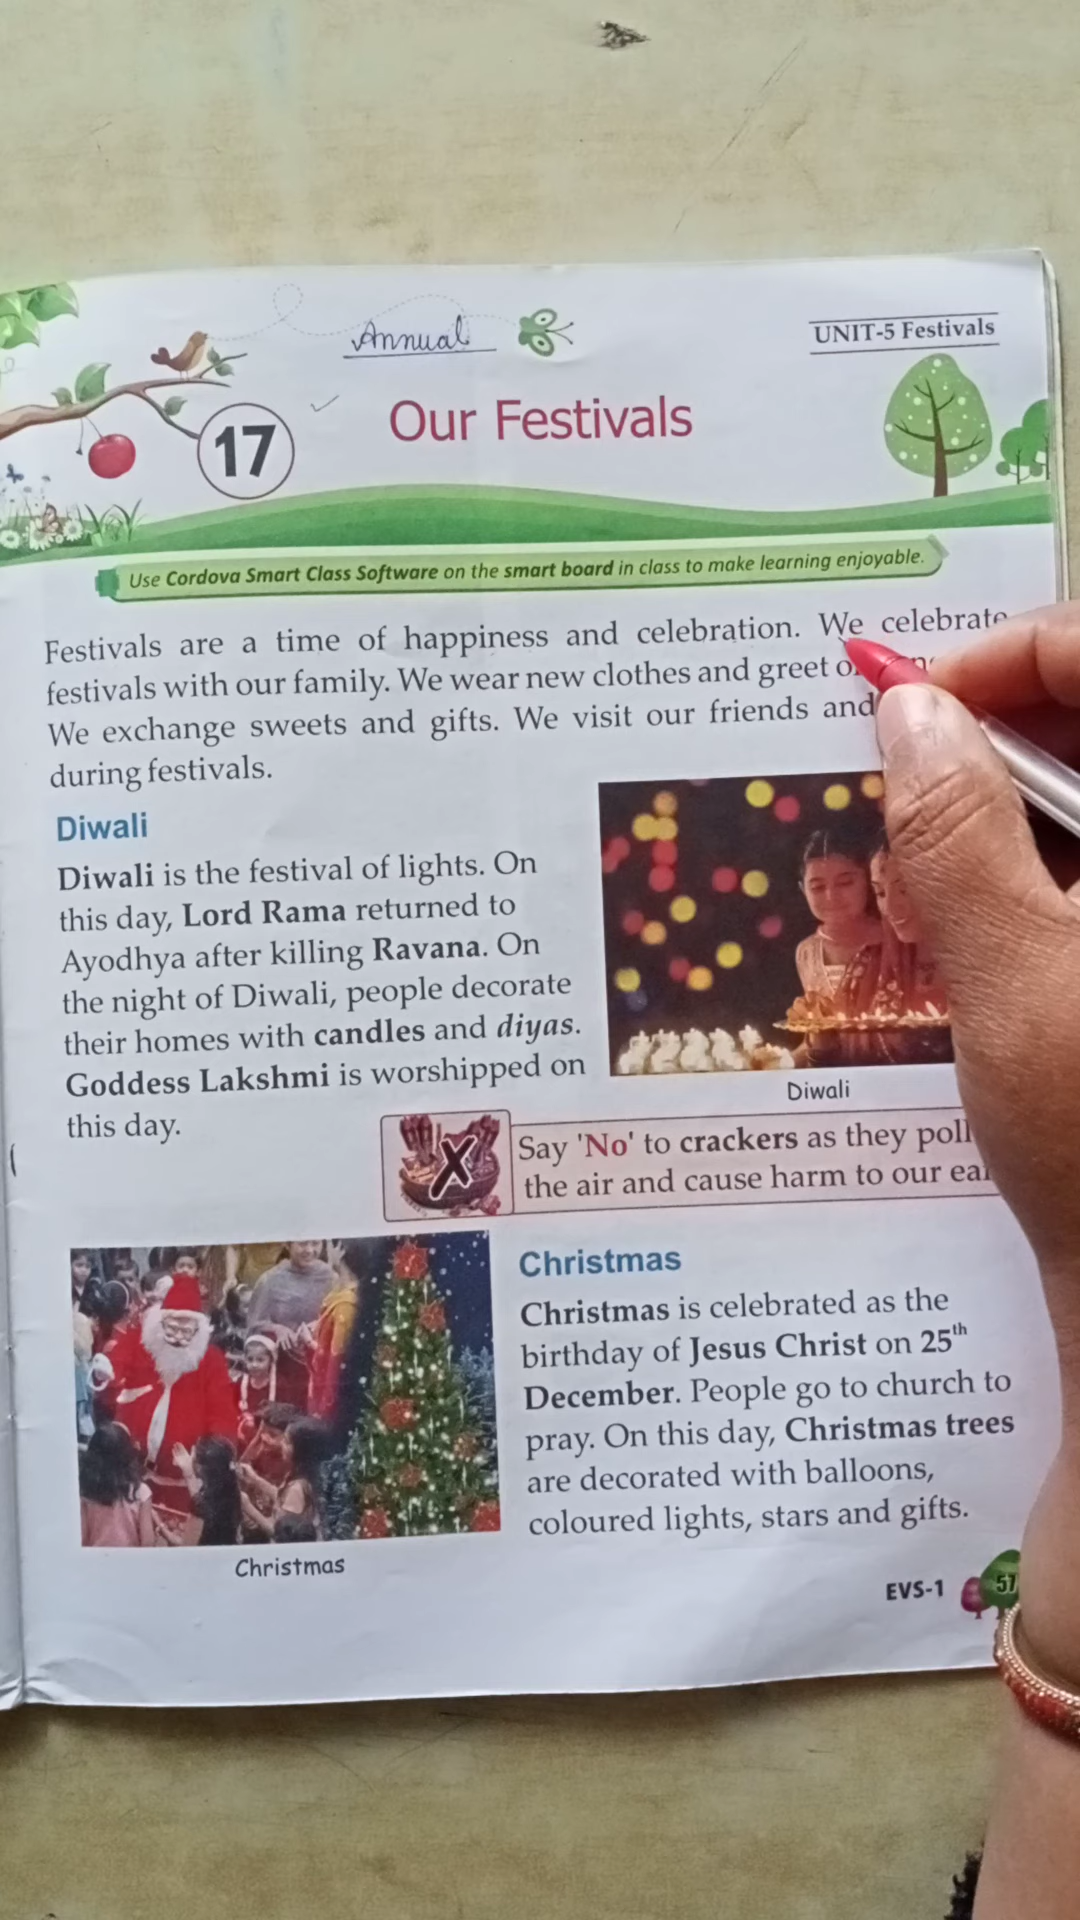 Annual
UNIT-5 Festivals
17
Our Festivals
Use Cordova Smart Class Software on the smart board in class to make learning enjoyable.
Festivals are a time of happiness and celebration. We celebrate
festivals with our family. We wear new clothes and greet
We exchange sweets and gifts. We visit our friends and
during festivals.
Diwali
Diwali is the festival of lights. On
this day, Lord Rama returned to
Ayodhya after killing Ravana. On
the night of Diwali, people decorate
their homes with candles and diyas.
Goddess Lakshmi is worshipped on
this day.
Diwali
Say 'No' to crackers as they
the air and cause harm to our
Christmas
Christmas is celebrated as the
birthday of Jesus Christ on 25th
December. People go to church to
pray. On this day, Christmas trees
are decorated with balloons,
coloured lights, stars and gifts.
Christmas
EVS-1
57